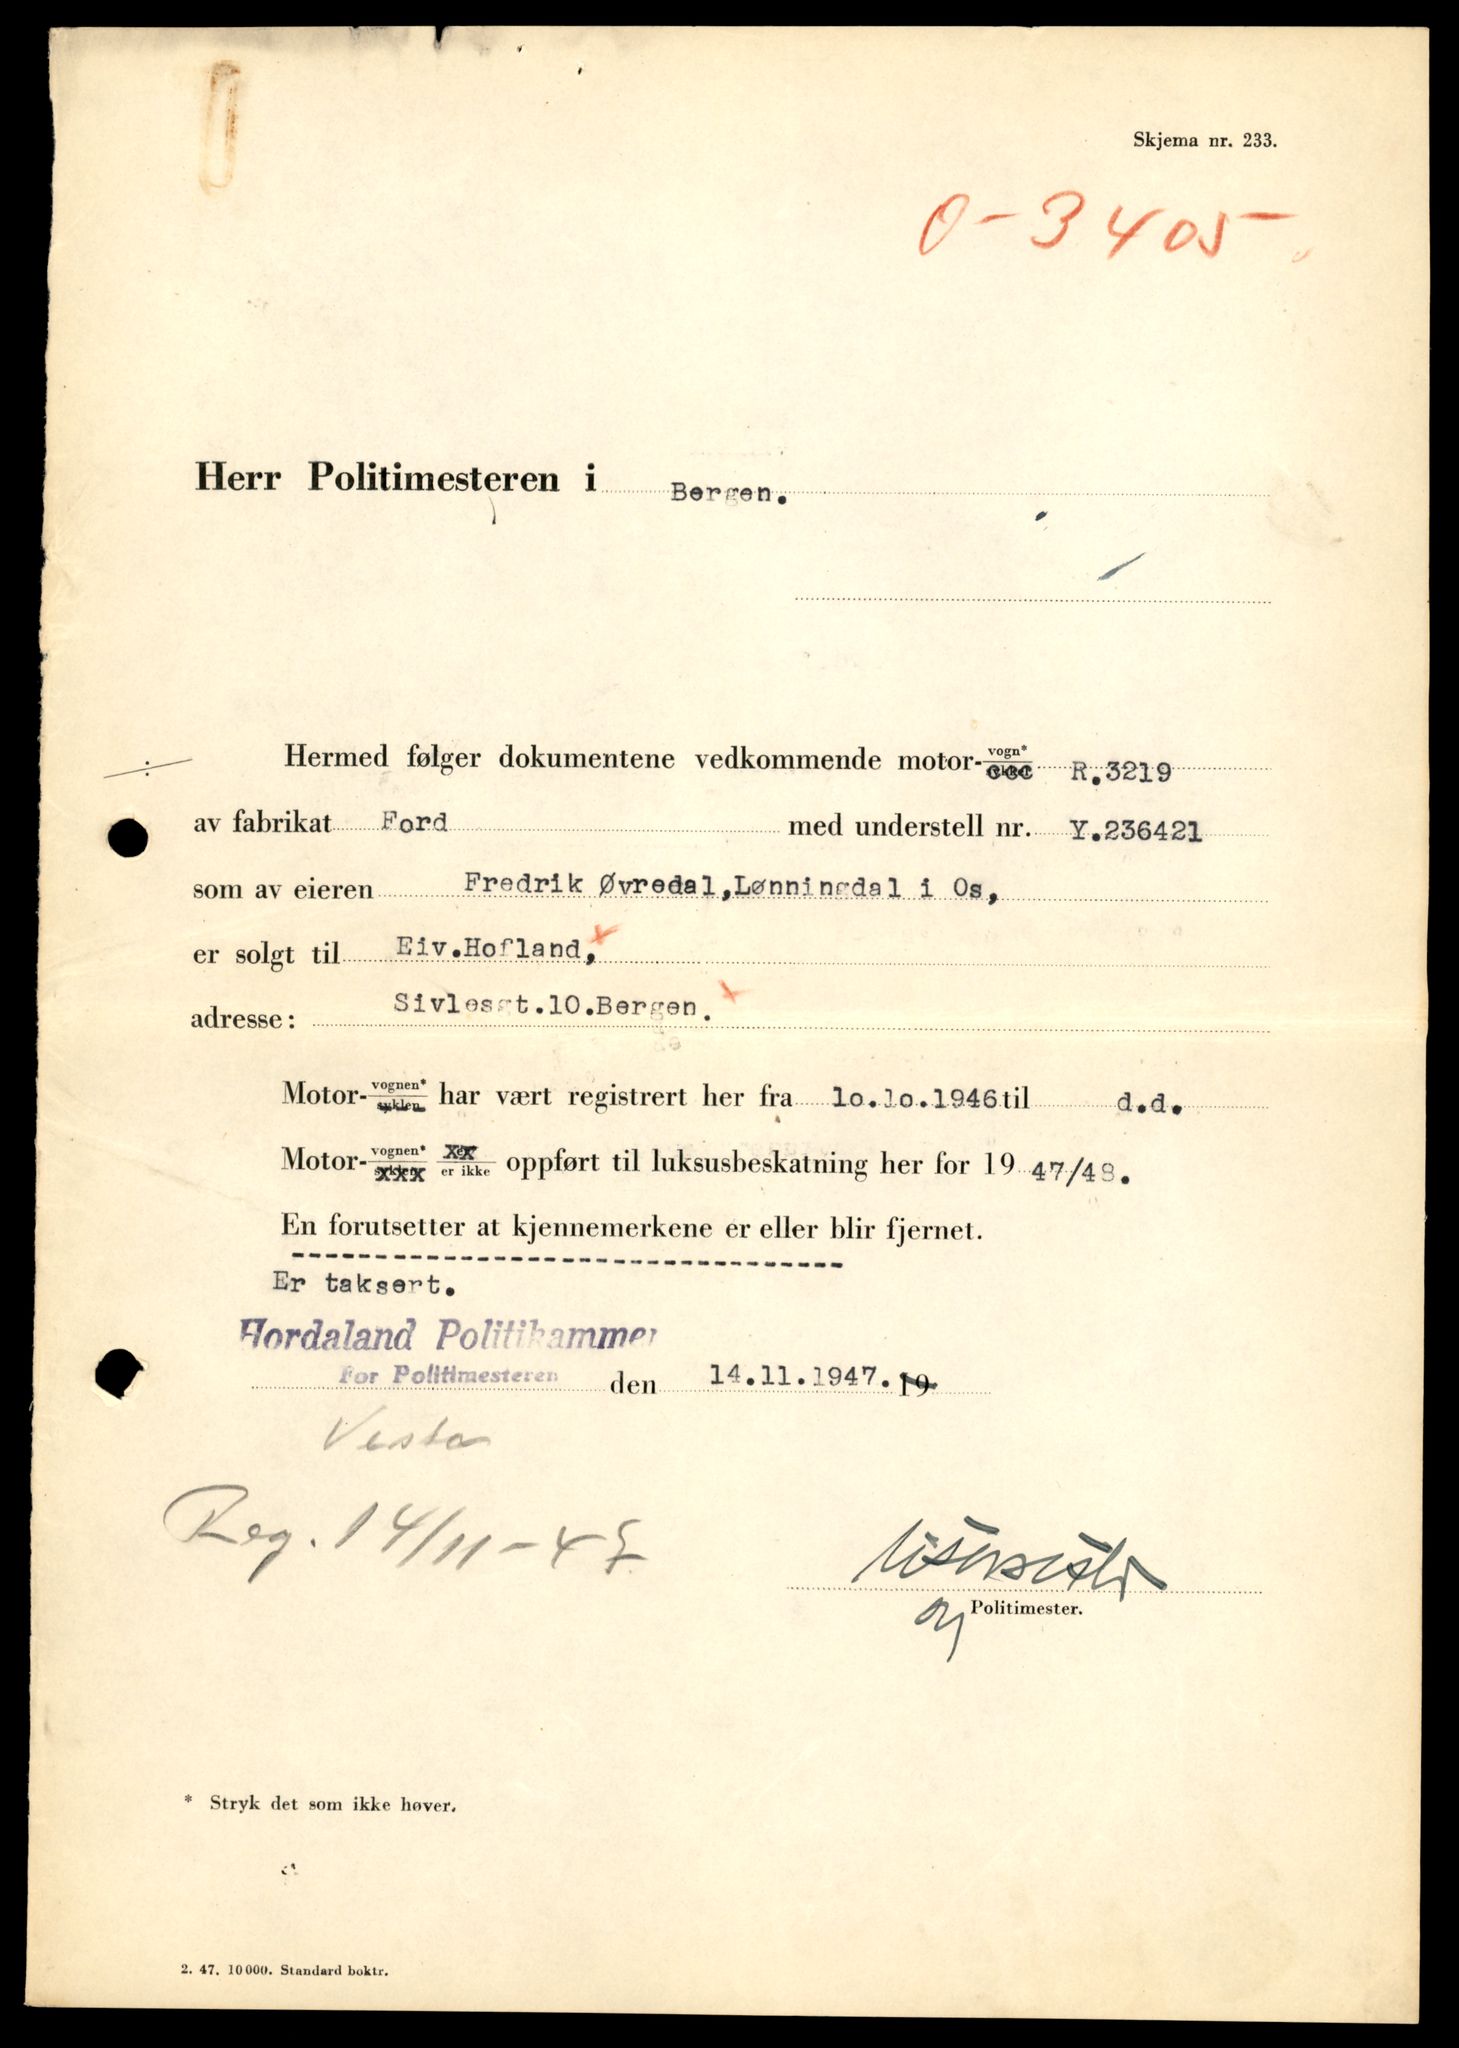 Skjema nr. 233.
O-3405
Herr Politimesteren i Bergen.
Hermed følger dokumentene vedkommende motor-vogn* R.3219
av fabrikat Ford med understell nr. Y.236421
som av eieren Fredrik Øvredal, Lønningdal i Os,
er solgt til Eiv.Hofland,
adresse: Sivlesgt.10.Bergen.
Motor-vognen*/syklen har vært registrert her fra 10.10.1946 til d.d.
Motor-vognen* er ikke oppført til luksusbeskatning her for 1947/48.
En forutsetter at kjennemerkene er eller blir fjernet.
Er taksert.
Hordaland Politikammer
For Politimesteren den 14.11.1947. 19
Vesta
Reg. 14/11-47
Politimester.
* Stryk det som ikke høver.
2. 47. 10000. Standard boktr.